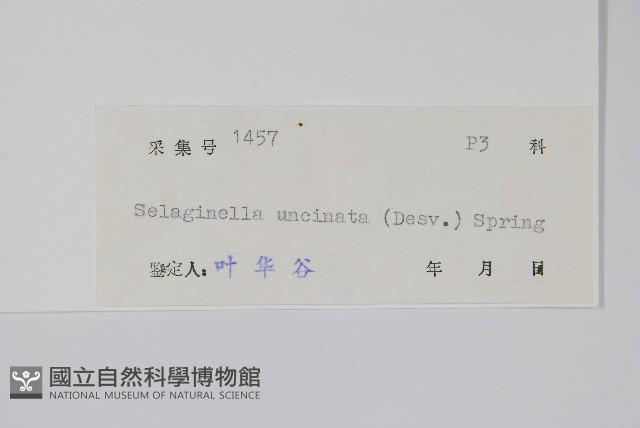 采集号 1457 P3 科
Selaginella uncinata (Desv.) Spring
鉴定人: 叶华谷 年 月 日
國立自然科學博物館
NATIONAL MUSEUM OF NATURAL SCIENCE